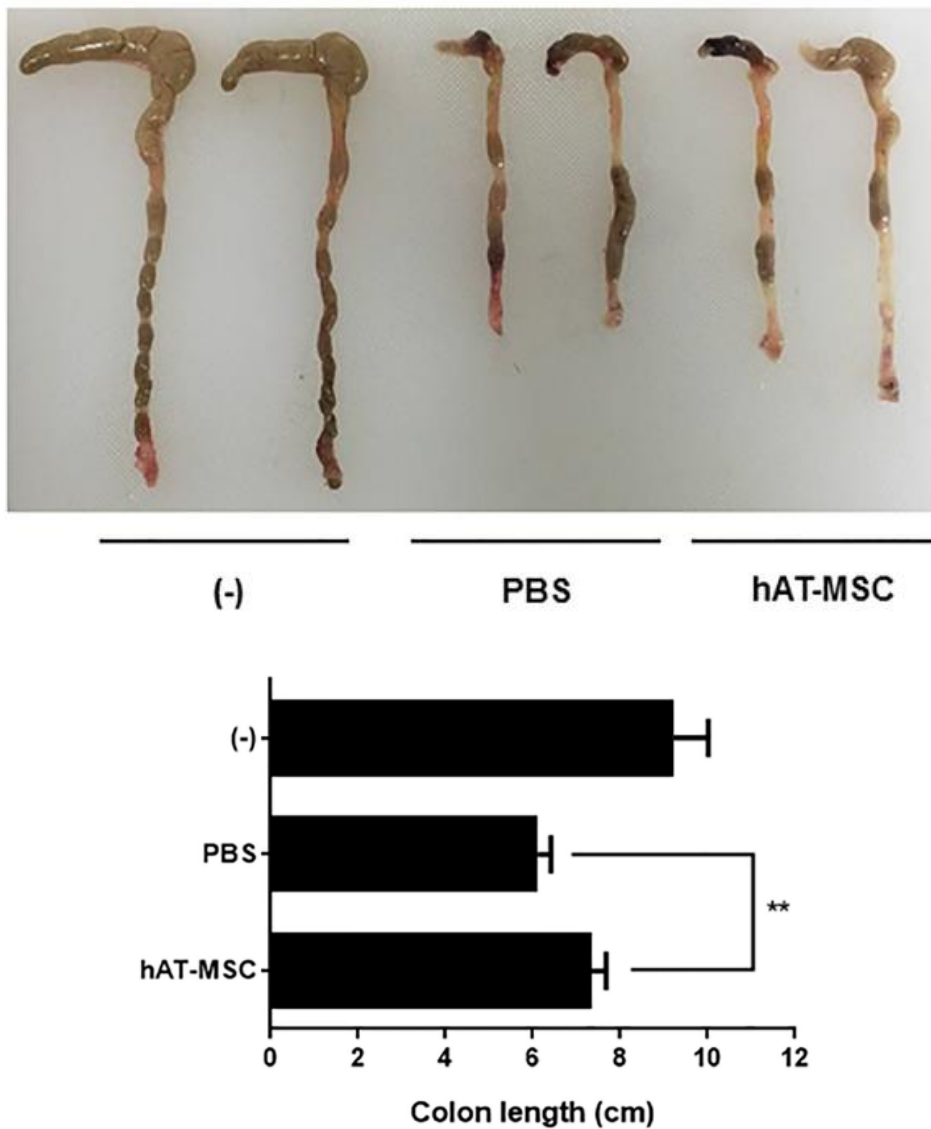 (-) PBS hAT-MSC
(-)
PBS
**
hAT-MSC
0 2 4 6 8 10 12
Colon length (cm)